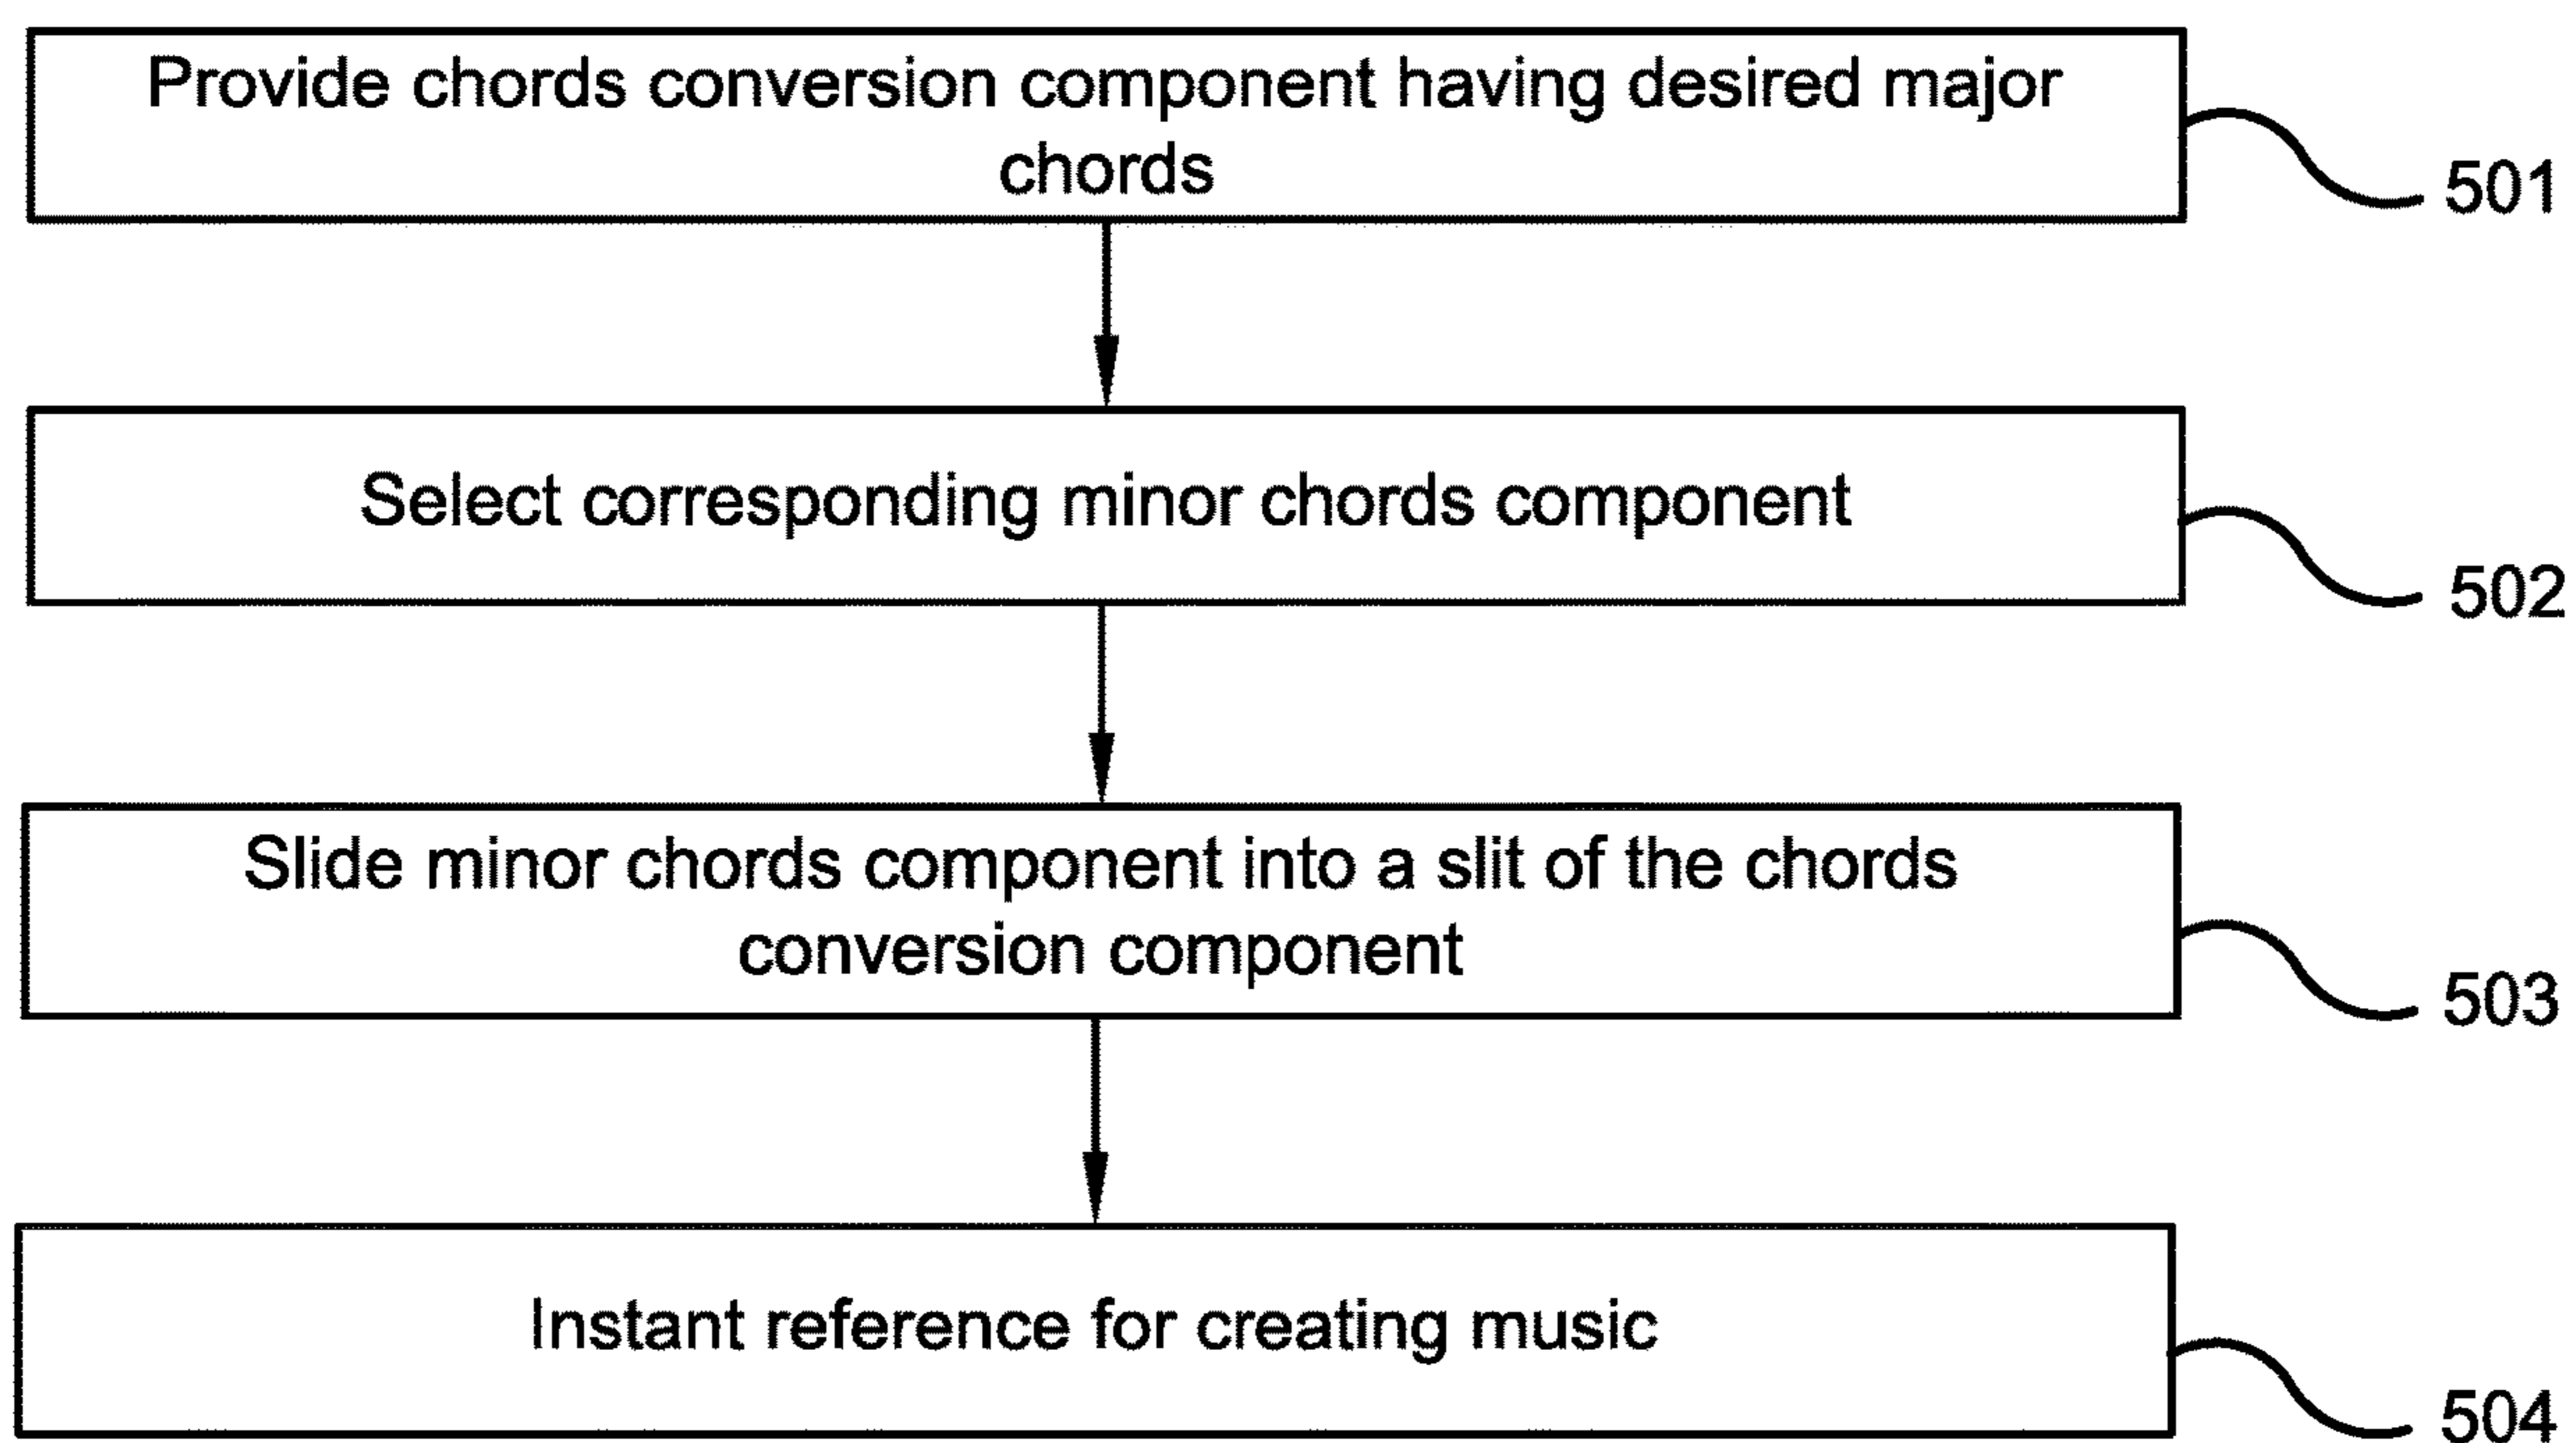 Provide chords conversion component having desired major
chords
501
Select corresponding minor chords component
502
Slide minor chords component into a slit of the chords
conversion component
503
Instant reference for creating music
504